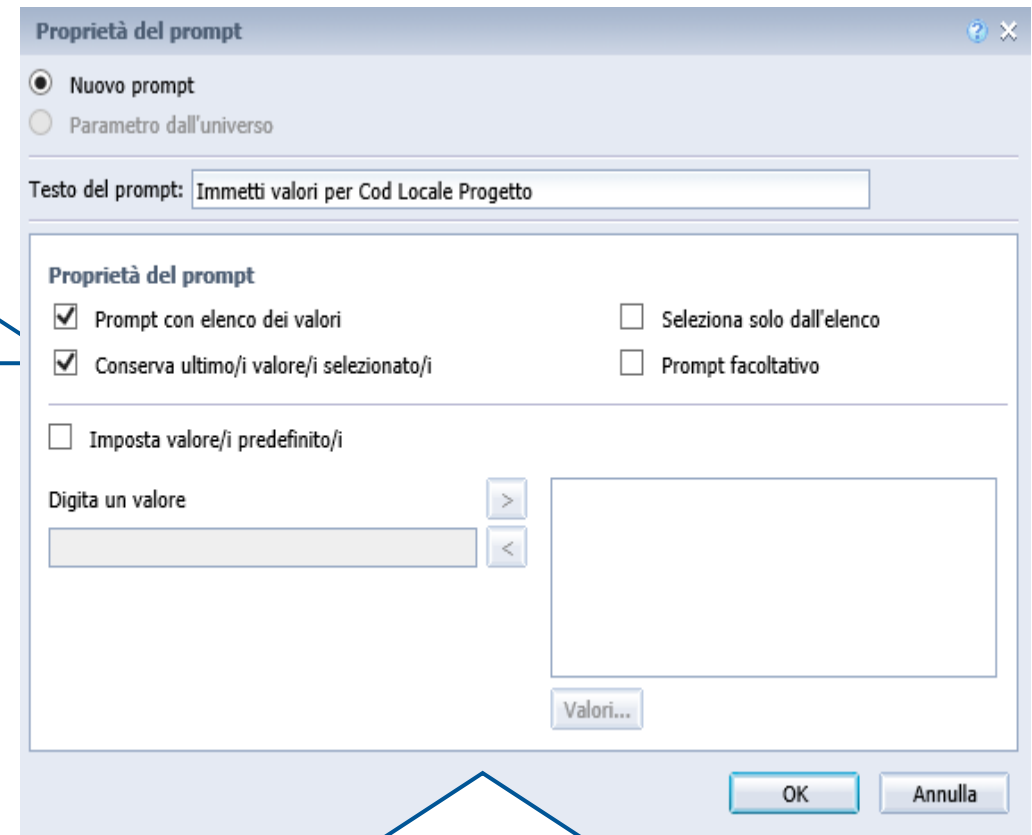 Proprietà del prompt
Nuovo prompt
Parametro dall'universo
Testo del prompt: Immetti valori per Cod Locale Progetto
Proprietà del prompt
Prompt con elenco dei valori Seleziona solo dall'elenco
Conserva ultimo/i valore/i selezionato/i Prompt facoltativo
Imposta valore/i predefinito/i
Digita un valore >
<
Valori...
OK Annulla